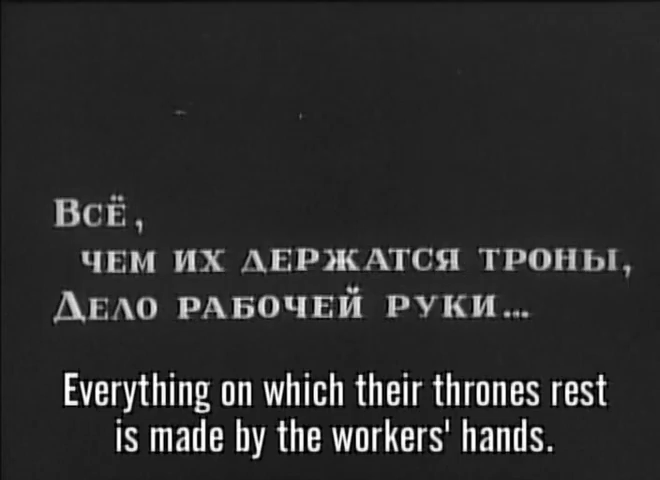 Всё,
чем их держатся троны,
Дело рабочей руки...
Everything on which their thrones rest
is made by the workers' hands.